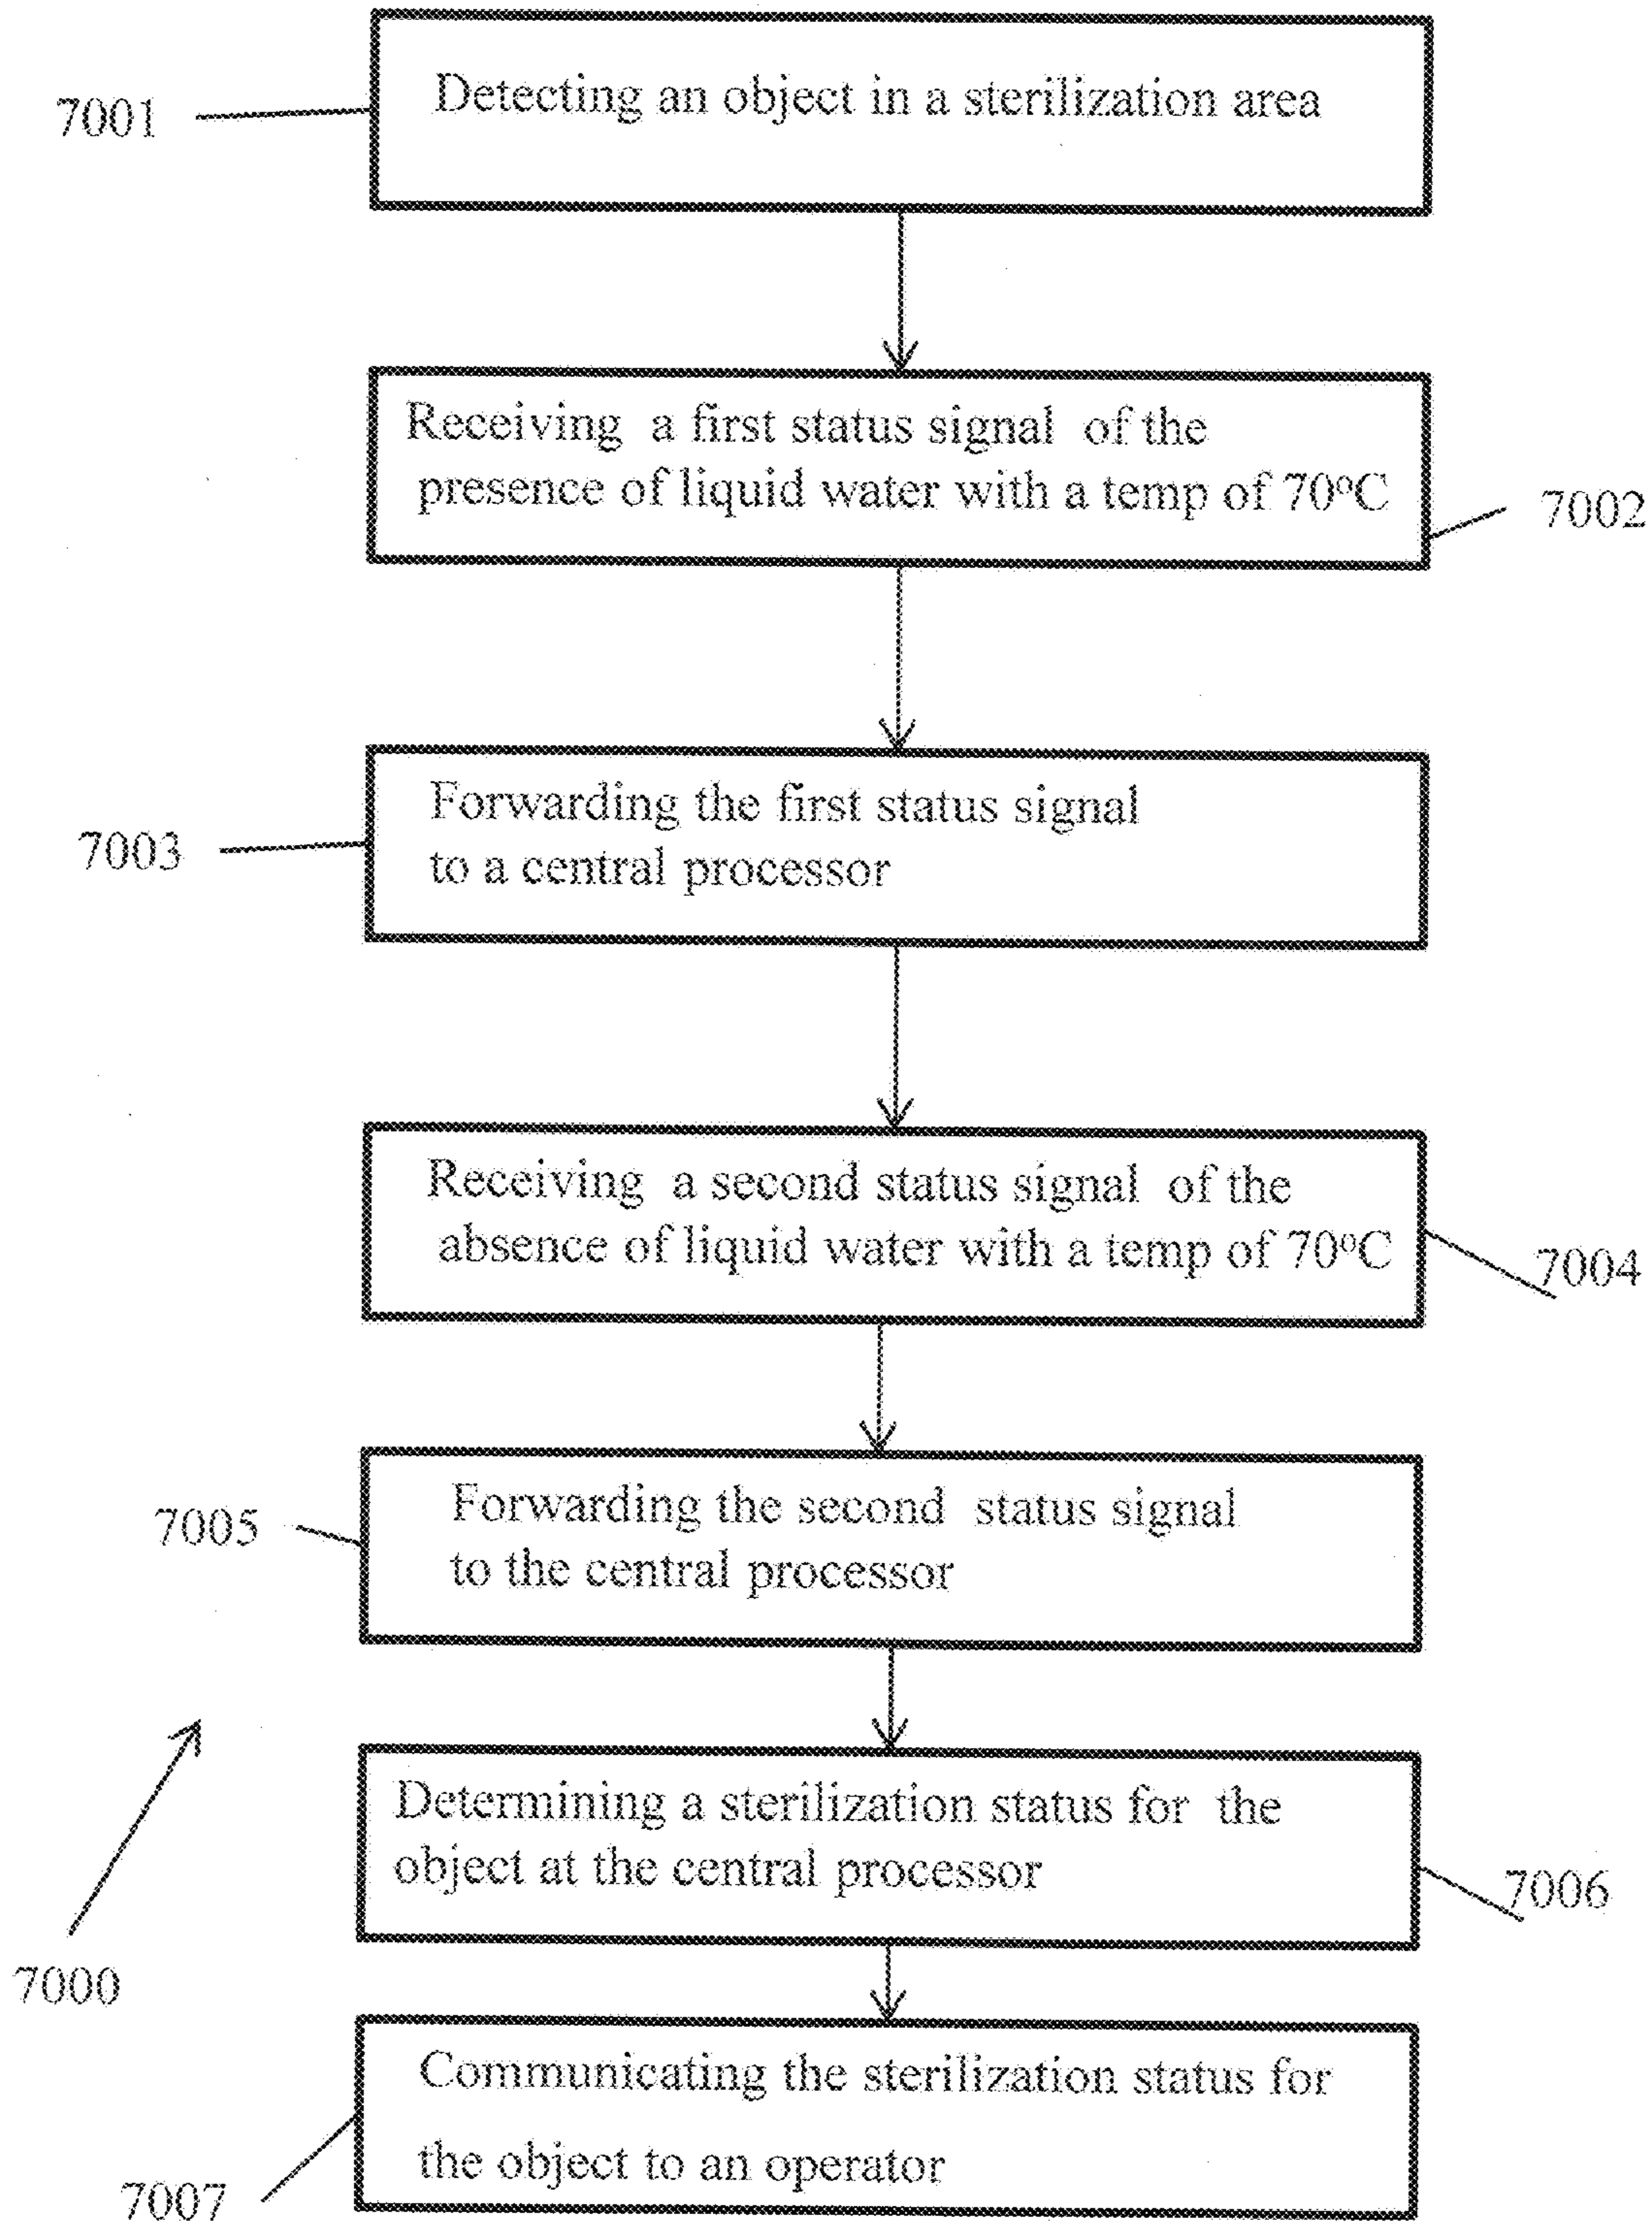 7001
Detecting an object in a sterilization area
Receiving a first status signal of the
presence of liquid water with a temp of 70ºC
7002
7003
Forwarding the first status signal
to a central processor
Receiving a second status signal of the
absence of liquid water with a temp of 70ºC
7004
7005
Forwarding the second status signal
to the central processor
Determining a sterilization status for the
object at the central processor
7006
7000
Communicating the sterilization status for
the object to an operator
7007